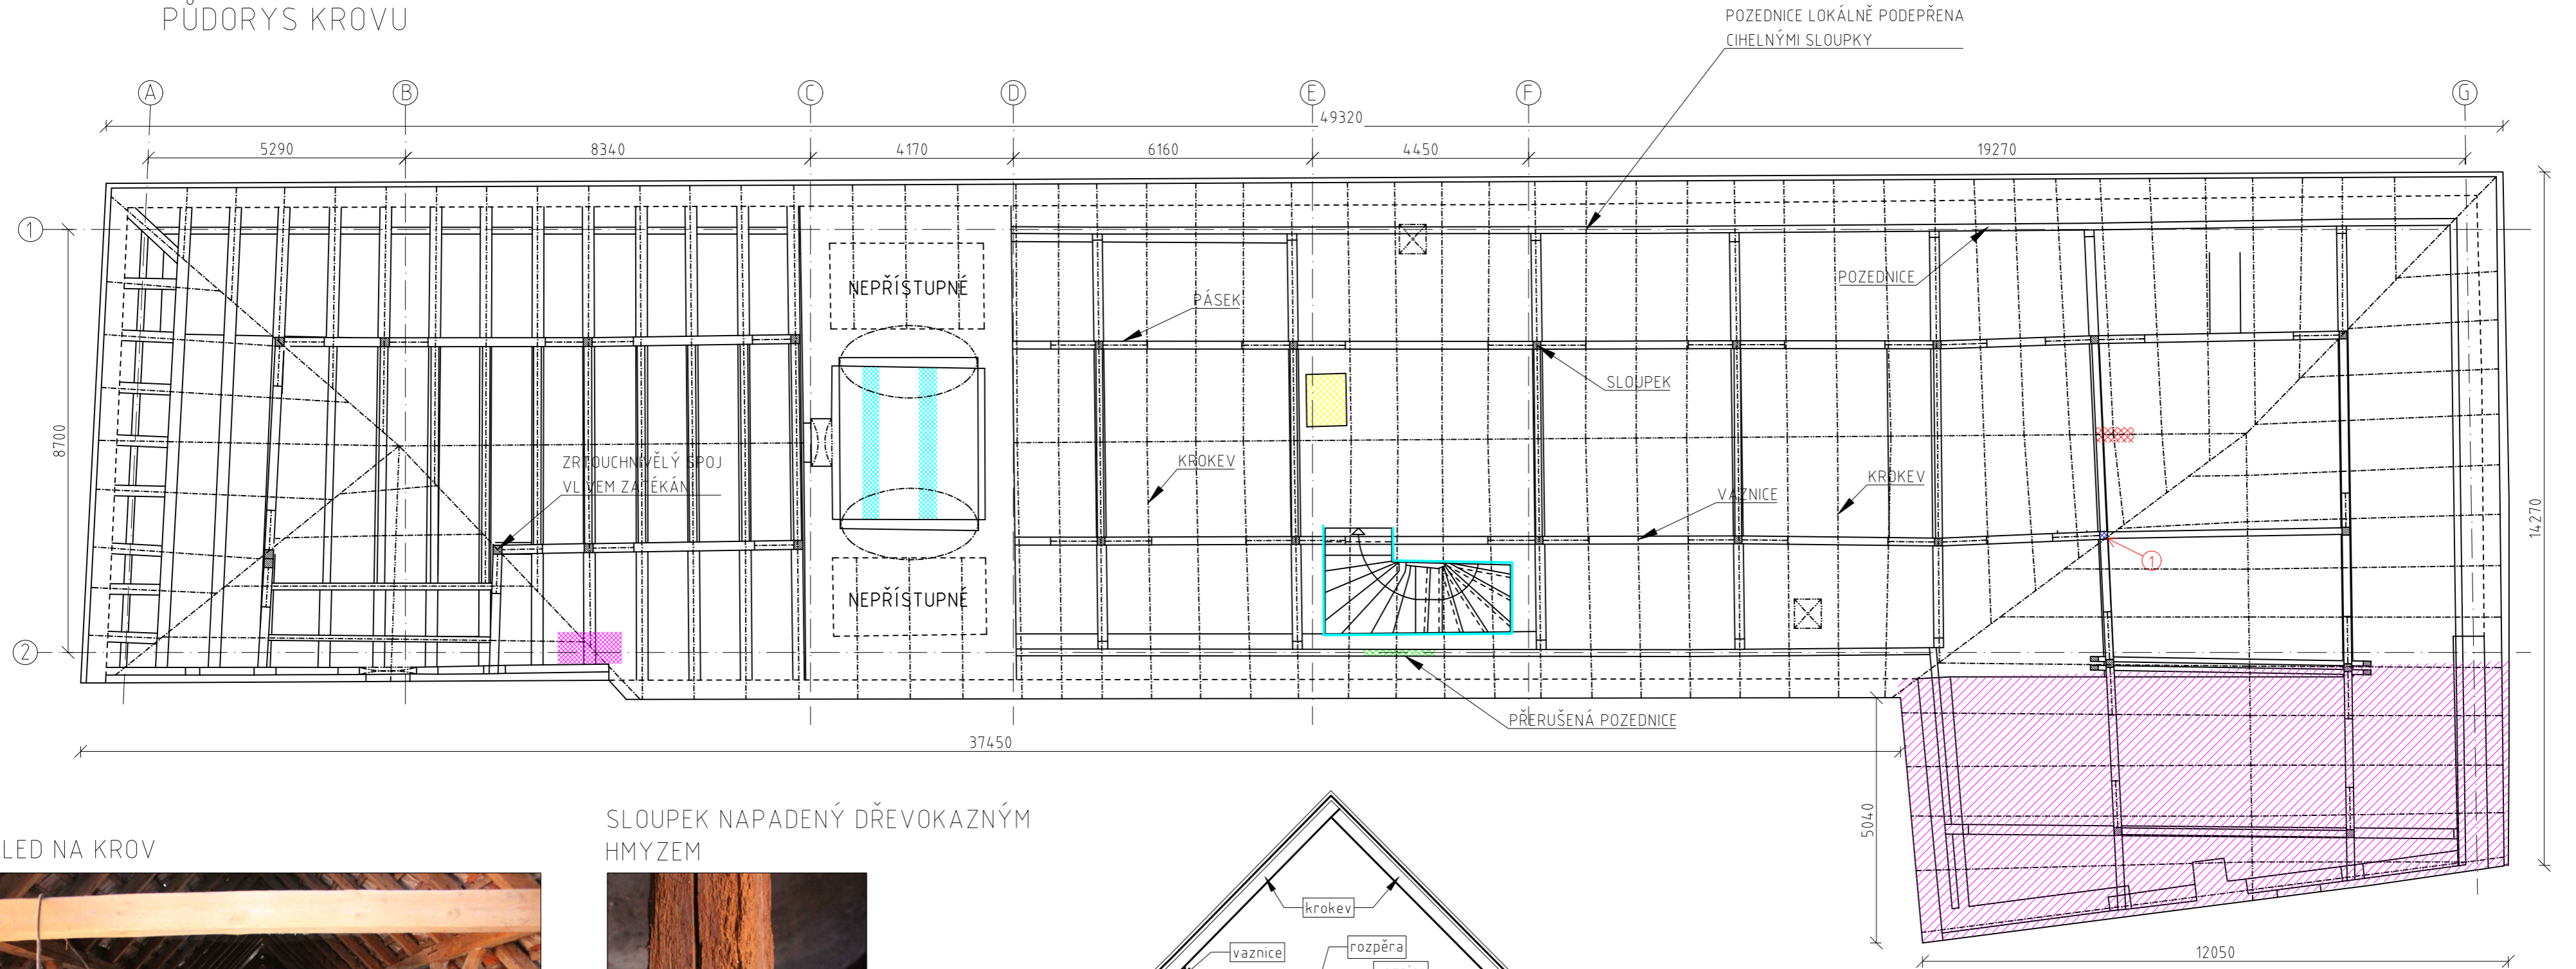 PŮDORYS KROVU
POZEDNICE LOKÁLNĚ PODEPŘENA
CIHELNÝMI SLOUPKY
A
B
C
D
E
F
G
49320
5290
8340
4170
6160
4450
19270
1
NEPŘÍSTUPNÉ
POZEDNICE
PÁSEK
SLOUPEK
8700
ZRTOUCHNIVĚLÝ SPOJ
VLIVEM ZATÉKÁNÍ
KROKEV
VAZNICE
KROKEV
14270
1
NEPŘÍSTUPNÉ
2
PŘERUŠENÁ POZEDNICE
37450
5040
12050
LED NA KROV
SLOUPEK NAPADENÝ DŘEVOKAZNÝM
HMYZEM
krokev
vaznice
rozpěra